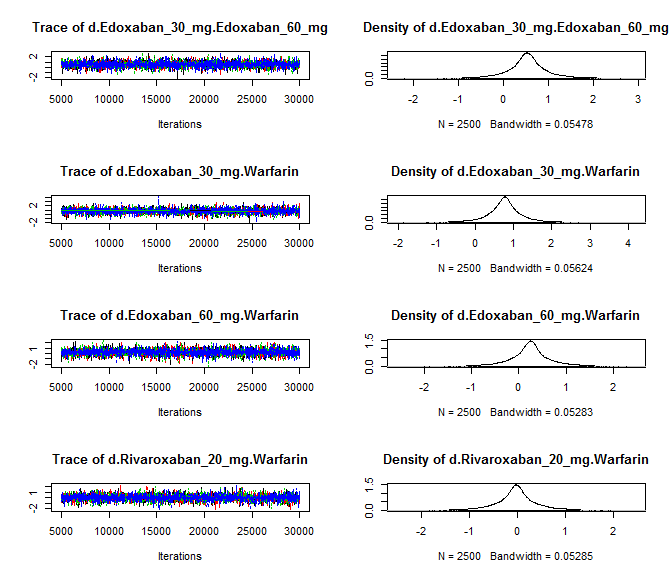 Trace of d.Edoxaban_30_mg.Edoxaban_60_mg
2
-2
5000 10000 15000 20000 25000 30000
Iterations
Density of d.Edoxaban_30_mg.Edoxaban_60_mg
0.0
-2 -1 0 1 2 3
N = 2500 Bandwidth = 0.05478
Trace of d.Edoxaban_30_mg.Warfarin
2
-2
5000 10000 15000 20000 25000 30000
Iterations
Density of d.Edoxaban_30_mg.Warfarin
0.0
-2 -1 0 1 2 3 4
N = 2500 Bandwidth = 0.05624
Trace of d.Edoxaban_60_mg.Warfarin
1
-2
5000 10000 15000 20000 25000 30000
Iterations
Density of d.Edoxaban_60_mg.Warfarin
1.5
0.0
-2 -1 0 1 2
N = 2500 Bandwidth = 0.05283
Trace of d.Rivaroxaban_20_mg.Warfarin
1
-2
5000 10000 15000 20000 25000 30000
Iterations
Density of d.Rivaroxaban_20_mg.Warfarin
1.5
0.0
-2 -1 0 1 2
N = 2500 Bandwidth = 0.05285